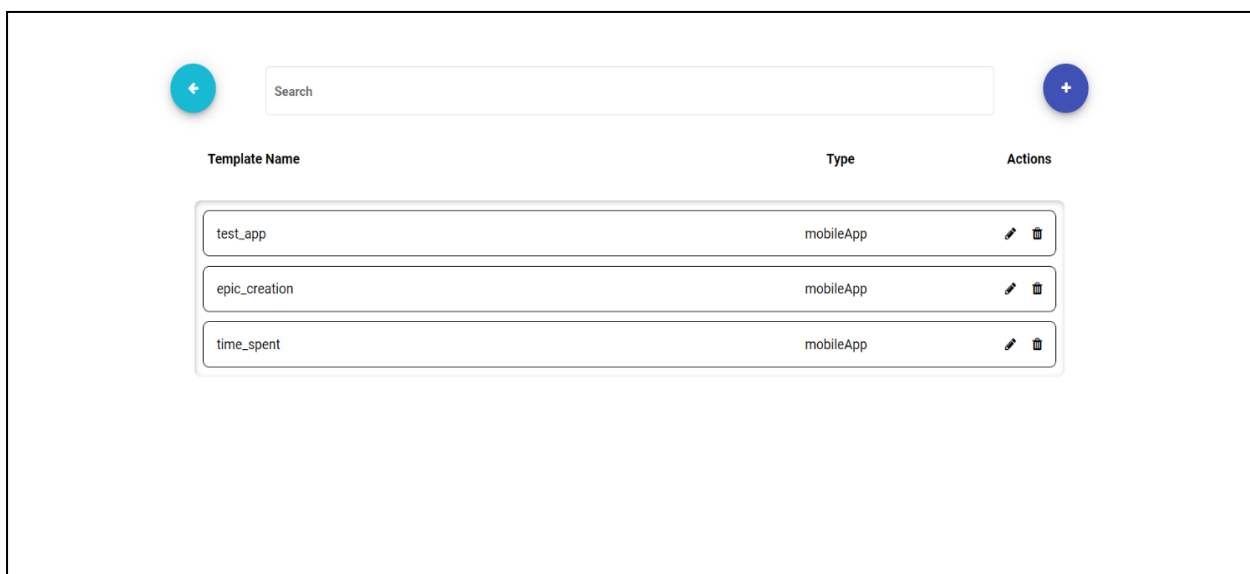 Search
Template Name Type Actions
test_app mobileApp
epic_creation mobileApp
time_spent mobileApp